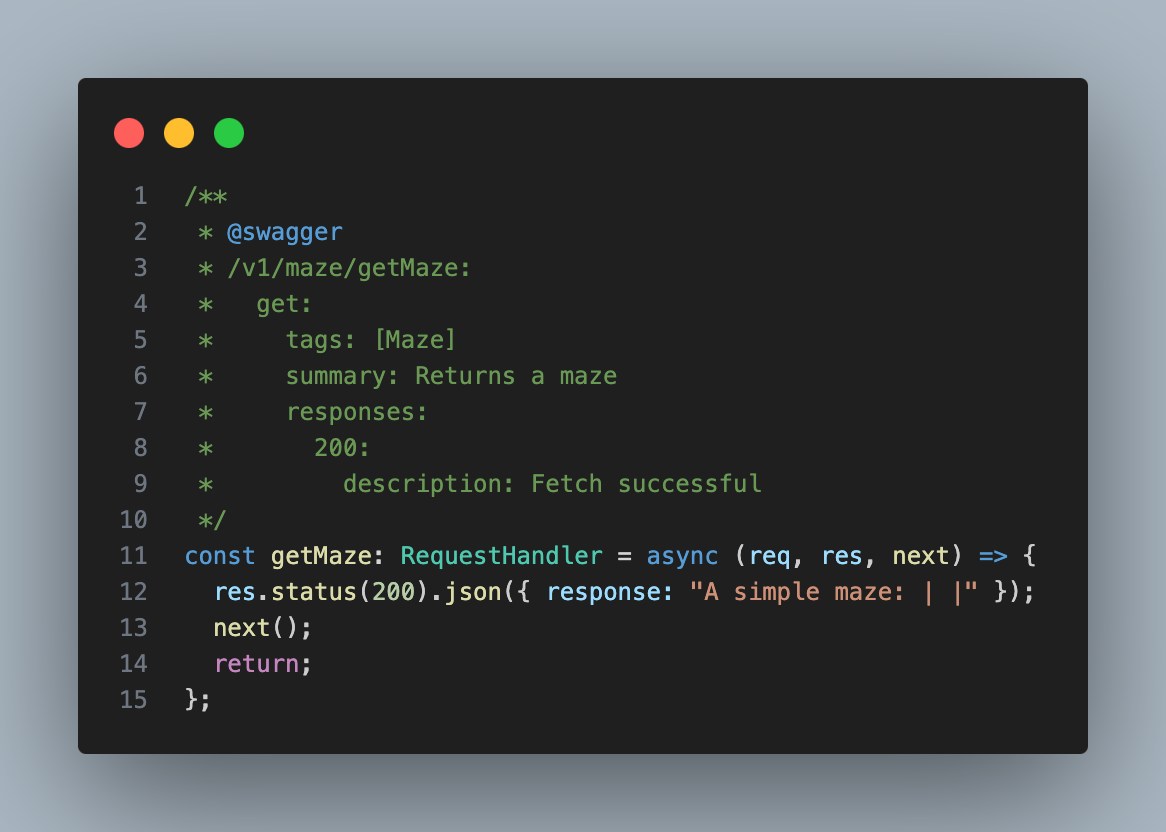 1 /**
2  * @swagger
3  * /v1/maze/getMaze:
4  *   get:
5  *     tags: [Maze]
6  *     summary: Returns a maze
7  *     responses:
8  *       200:
9  *         description: Fetch successful
10  */
11 const getMaze: RequestHandler = async (req, res, next) => {
12   res.status(200).json({ response: "A simple maze: | |" });
13   next();
14   return;
15 };